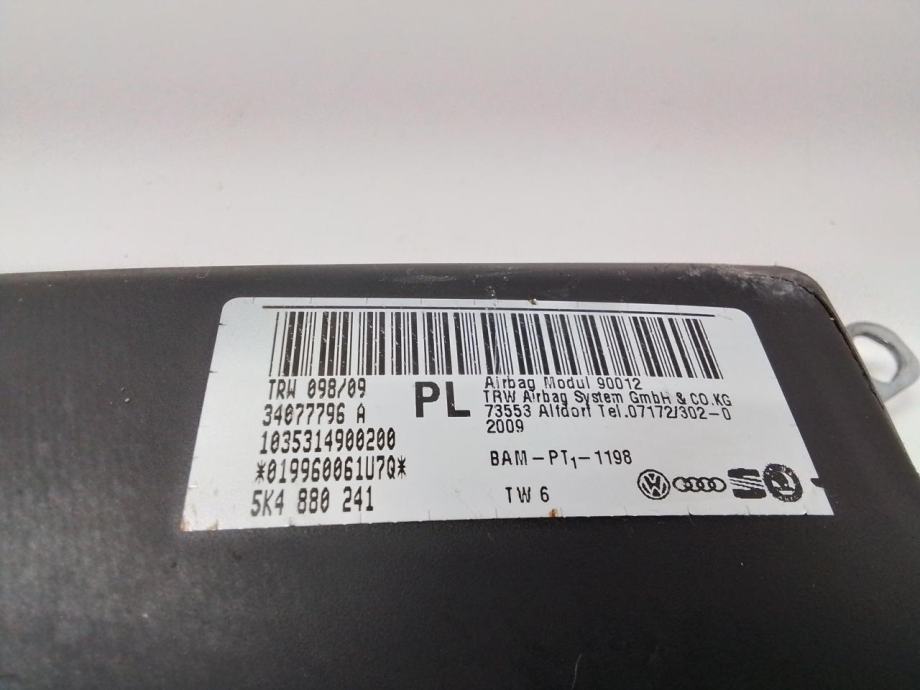 TRW 098/09
34077796 A
1035314900200
*019960061U7Q*
5K4 880 241
PL
Airbag Modul 90012
TRW Airbag System GmbH & CO.KG
73553 Alfdorf Tel.07172/302-0
2009
BAM-PT₁-1198
TW 6